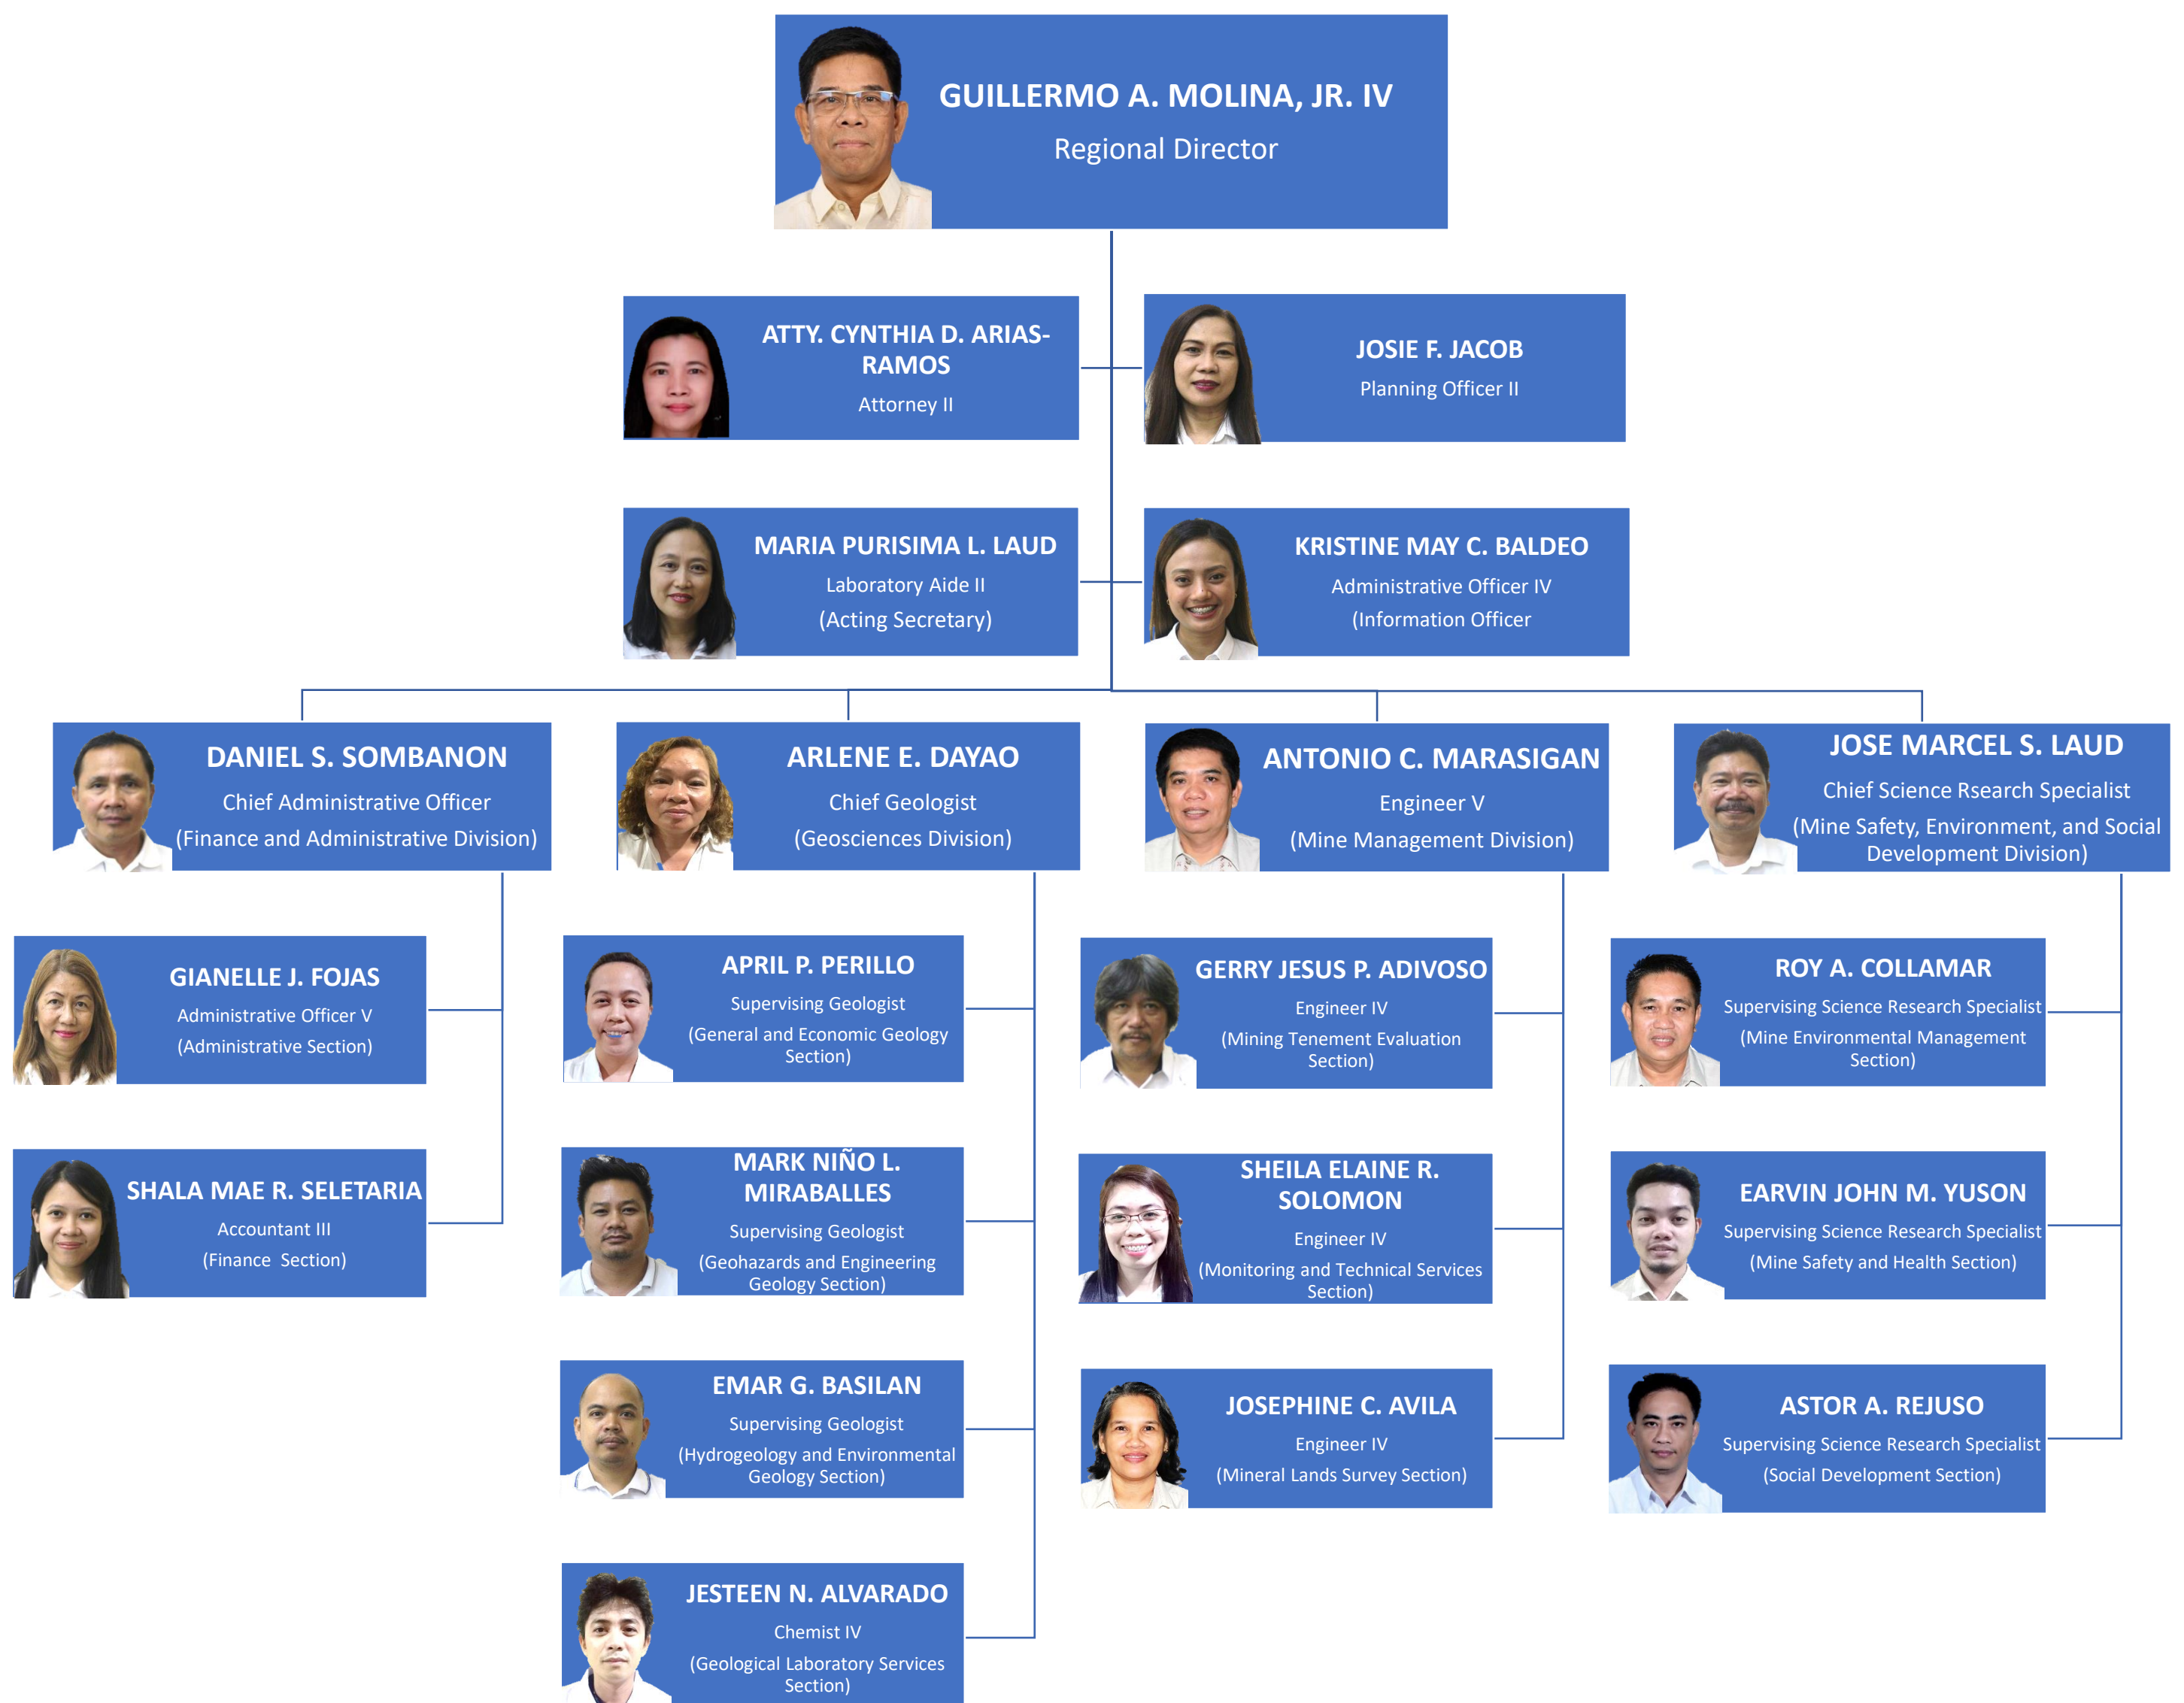 GUILLERMO A. MOLINA, JR. IV
Regional Director
ATTY. CYNTHIA D. ARIAS-
RAMOS
Attorney II
JOSIE F. JACOB
Planning Officer II
MARIA PURISIMA L. LAUD
Laboratory Aide II
(Acting Secretary)
KRISTINE MAY C. BALDEO
Administrative Officer IV
(Information Officer
DANIEL S. SOMBANON
Chief Administrative Officer
(Finance and Administrative Division)
ARLENE E. DAYAO
Chief Geologist
(Geosciences Division)
ANTONIO C. MARASIGAN
Engineer V
(Mine Management Division)
JOSE MARCEL S. LAUD
Chief Science Rsearch Specialist
(Mine Safety, Environment, and Social
Development Division)
GIANELLE J. FOJAS
Administrative Officer V
(Administrative Section)
APRIL P. PERILLO
Supervising Geologist
(General and Economic Geology
Section)
GERRY JESUS P. ADIVOSO
Engineer IV
(Mining Tenement Evaluation
Section)
ROY A. COLLAMAR
Supervising Science Research Specialist
(Mine Environmental Management
Section)
SHALA MAE R. SELETARIA
Accountant III
(Finance  Section)
MARK NIÑO L.
MIRABALLES
Supervising Geologist
(Geohazards and Engineering
Geology Section)
SHEILA ELAINE R.
SOLOMON
Engineer IV
(Monitoring and Technical Services
Section)
EARVIN JOHN M. YUSON
Supervising Science Research Specialist
(Mine Safety and Health Section)
EMAR G. BASILAN
Supervising Geologist
(Hydrogeology and Environmental
Geology Section)
JOSEPHINE C. AVILA
Engineer IV
(Mineral Lands Survey Section)
ASTOR A. REJUSO
Supervising Science Research Specialist
(Social Development Section)
JESTEEN N. ALVARADO
Chemist IV
(Geological Laboratory Services
Section)